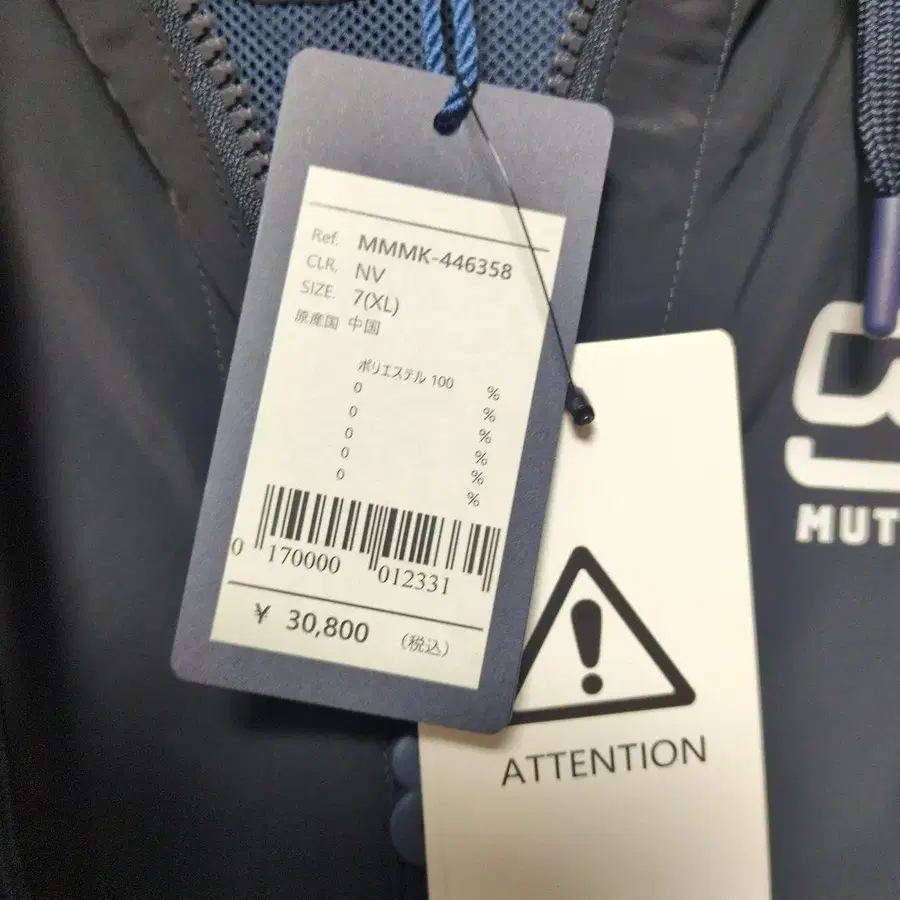 Ref. MMMK-446358
CLR. NV
SIZE. 7(XL)
原産国 中国
ポリエステル 100 %
0 %
0 %
0 %
0 %
0 %
0 170000 012331
¥ 30,800 (税込)
ATTENTION
MUT